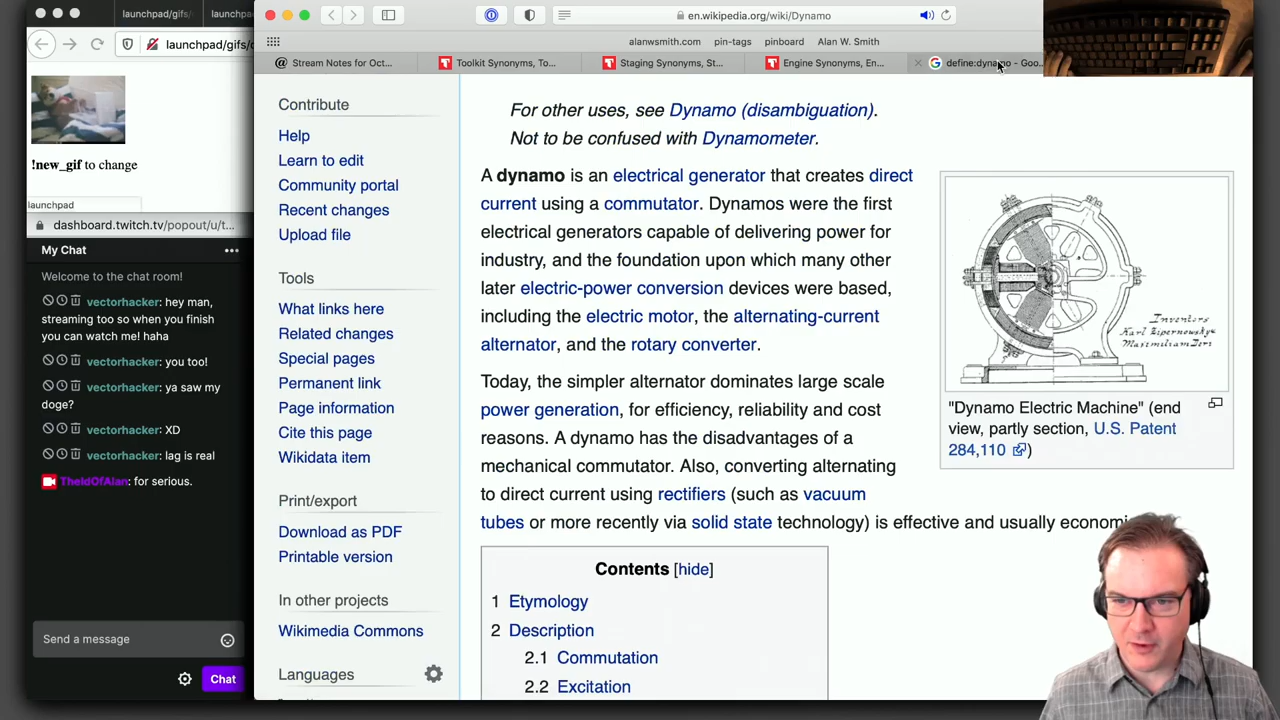 launchpad/gifs/
launchpa
launchpad/gifs/c
!new_gif to change
launchpad
dashboard.twitch.tv/popout/u/t...
My Chat
Welcome to the chat room!
vectorhacker: hey man,
streaming too so when you finish
you can watch me! haha
vectorhacker: you too!
vectorhacker: ya saw my
doge?
vectorhacker: XD
vectorhacker: lag is real
TheIdOfAlan: for serious.
Send a message
Chat
en.wikipedia.org/wiki/Dynamo
alanwsmith.com pin-tags pinboard Alan W. Smith
Stream Notes for Oct... Toolkit Synonyms, To... Staging Synonyms, St... Engine Synonyms, En... define:dynamo - Goo...
Contribute
Help
Learn to edit
Community portal
Recent changes
Upload file
Tools
What links here
Related changes
Special pages
Permanent link
Page information
Cite this page
Wikidata item
Print/export
Download as PDF
Printable version
In other projects
Wikimedia Commons
Languages
For other uses, see Dynamo (disambiguation).
Not to be confused with Dynamometer.
A dynamo is an electrical generator that creates direct
current using a commutator. Dynamos were the first
electrical generators capable of delivering power for
industry, and the foundation upon which many other
later electric-power conversion devices were based,
including the electric motor, the alternating-current
alternator, and the rotary converter.
Today, the simpler alternator dominates large scale
power generation, for efficiency, reliability and cost
reasons. A dynamo has the disadvantages of a
mechanical commutator. Also, converting alternating
to direct current using rectifiers (such as vacuum
tubes or more recently via solid state technology) is effective and usually economi
Contents [hide]
1 Etymology
2 Description
2.1 Commutation
2.2 Excitation
Inventors
Karl Zipernowsky
Maximilian Deri
"Dynamo Electric Machine" (end
view, partly section, U.S. Patent
284,110)